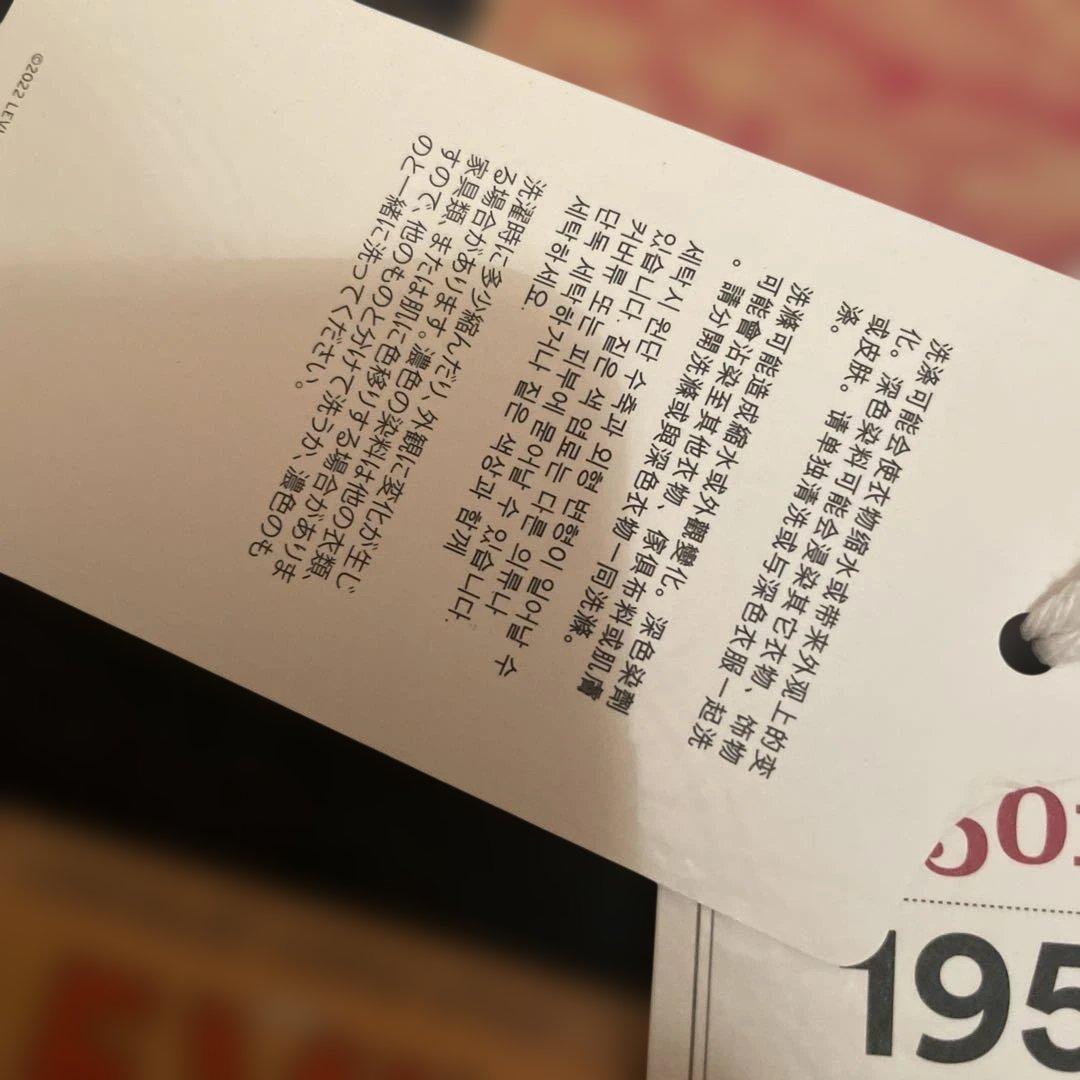 洗涤可能会使衣物缩水或带来外观上的变
化。深色染料可能会浸染其它衣物、饰物
或皮肤。请单独清洗或与深色衣服一起洗
涤。
洗滌可能造成縮水或外觀變化。深色染劑
可能會沾染至其他衣物、傢俱布料或肌膚
。請分開洗滌或與深色衣物一同洗滌。
세탁시 원단 수축과 외형 변형이 일어날 수
있습니다. 짙은 색 염료는 다른 의류나
커버류 또는 피부에 묻어날 수 있습니다.
단독 세탁하거나 짙은 색상과 함께
세탁하세요.
洗濯時に多少縮んだり、外観に変化が生じ
る場合があります。濃色の染料は他の衣類、
家具類、または肌に色移りする場合がありま
すので、他のものと分けて洗うか、濃色のも
のと一緒に洗ってください。
©2022 LEVI
501
195